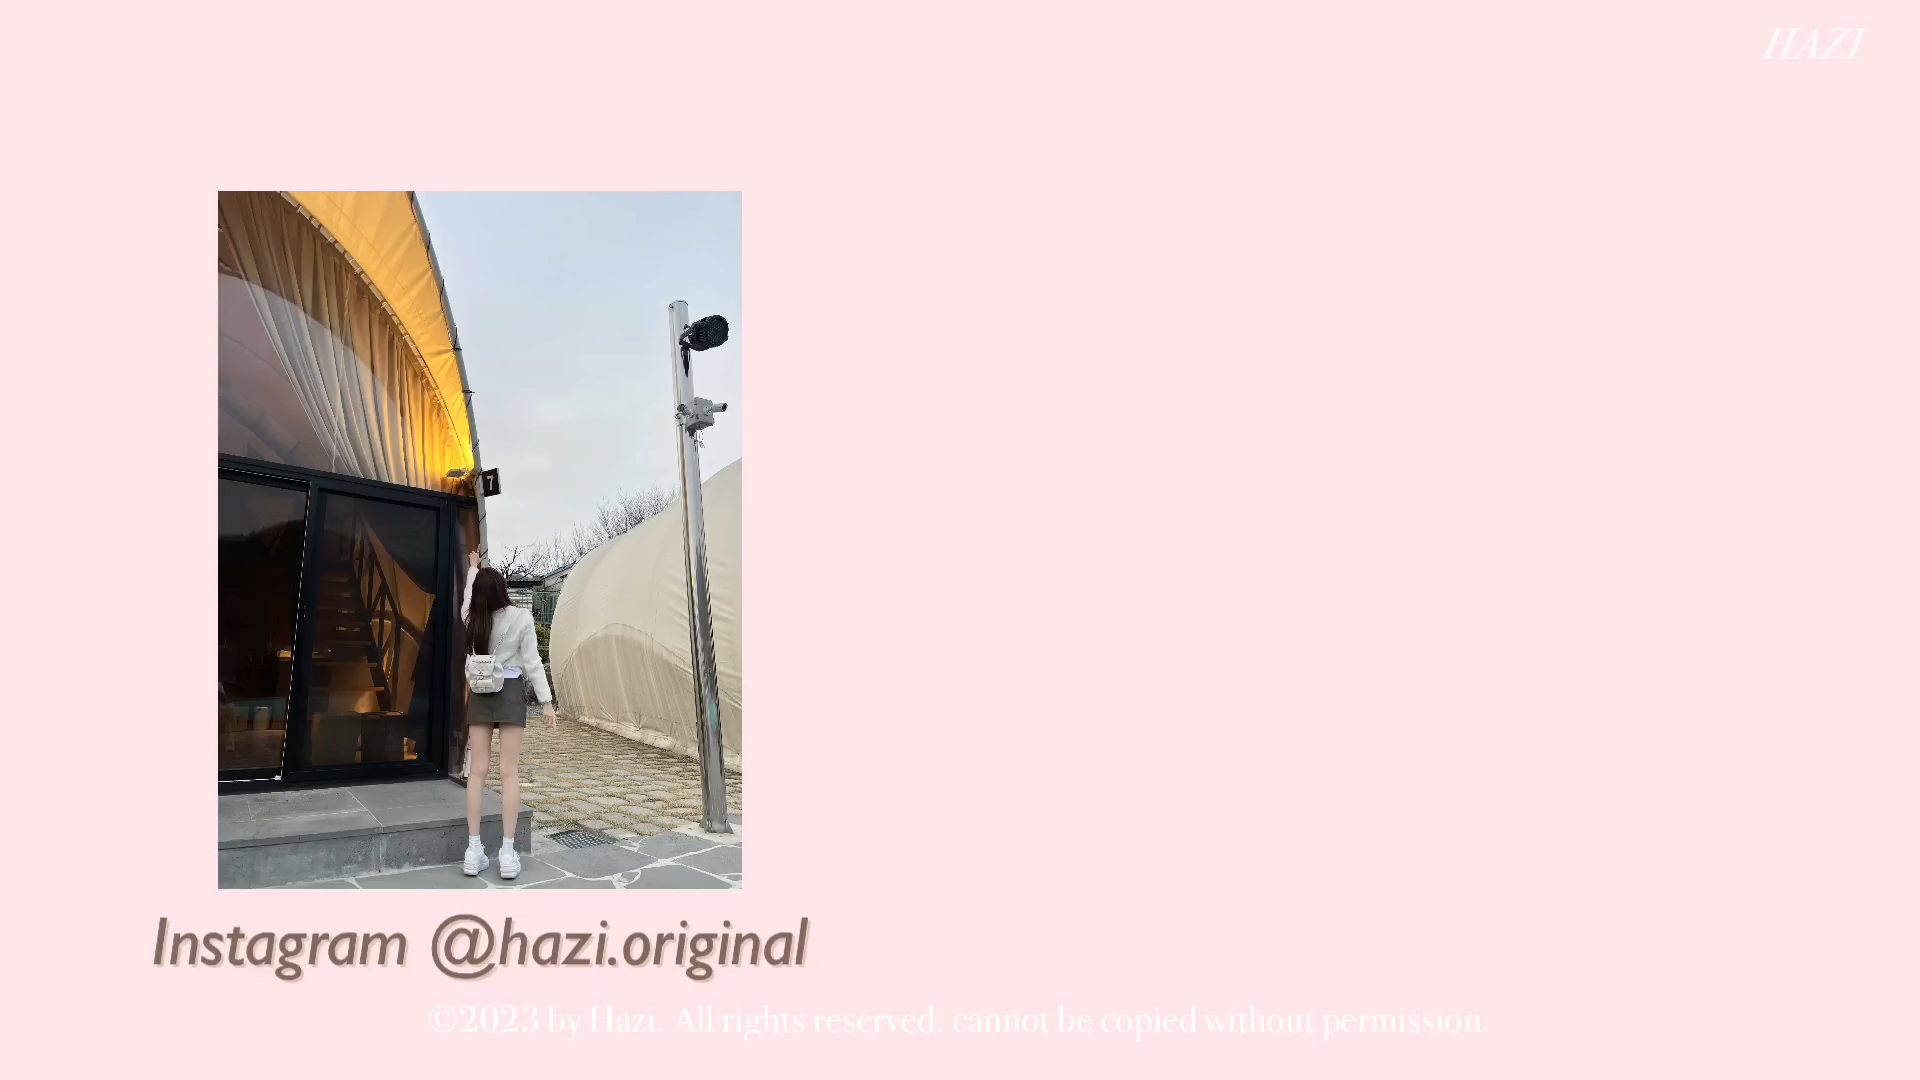 HAZI
7
Instagram @hazi.original
©2023 by Hazi. All rights reserved. cannot be copied without permission.